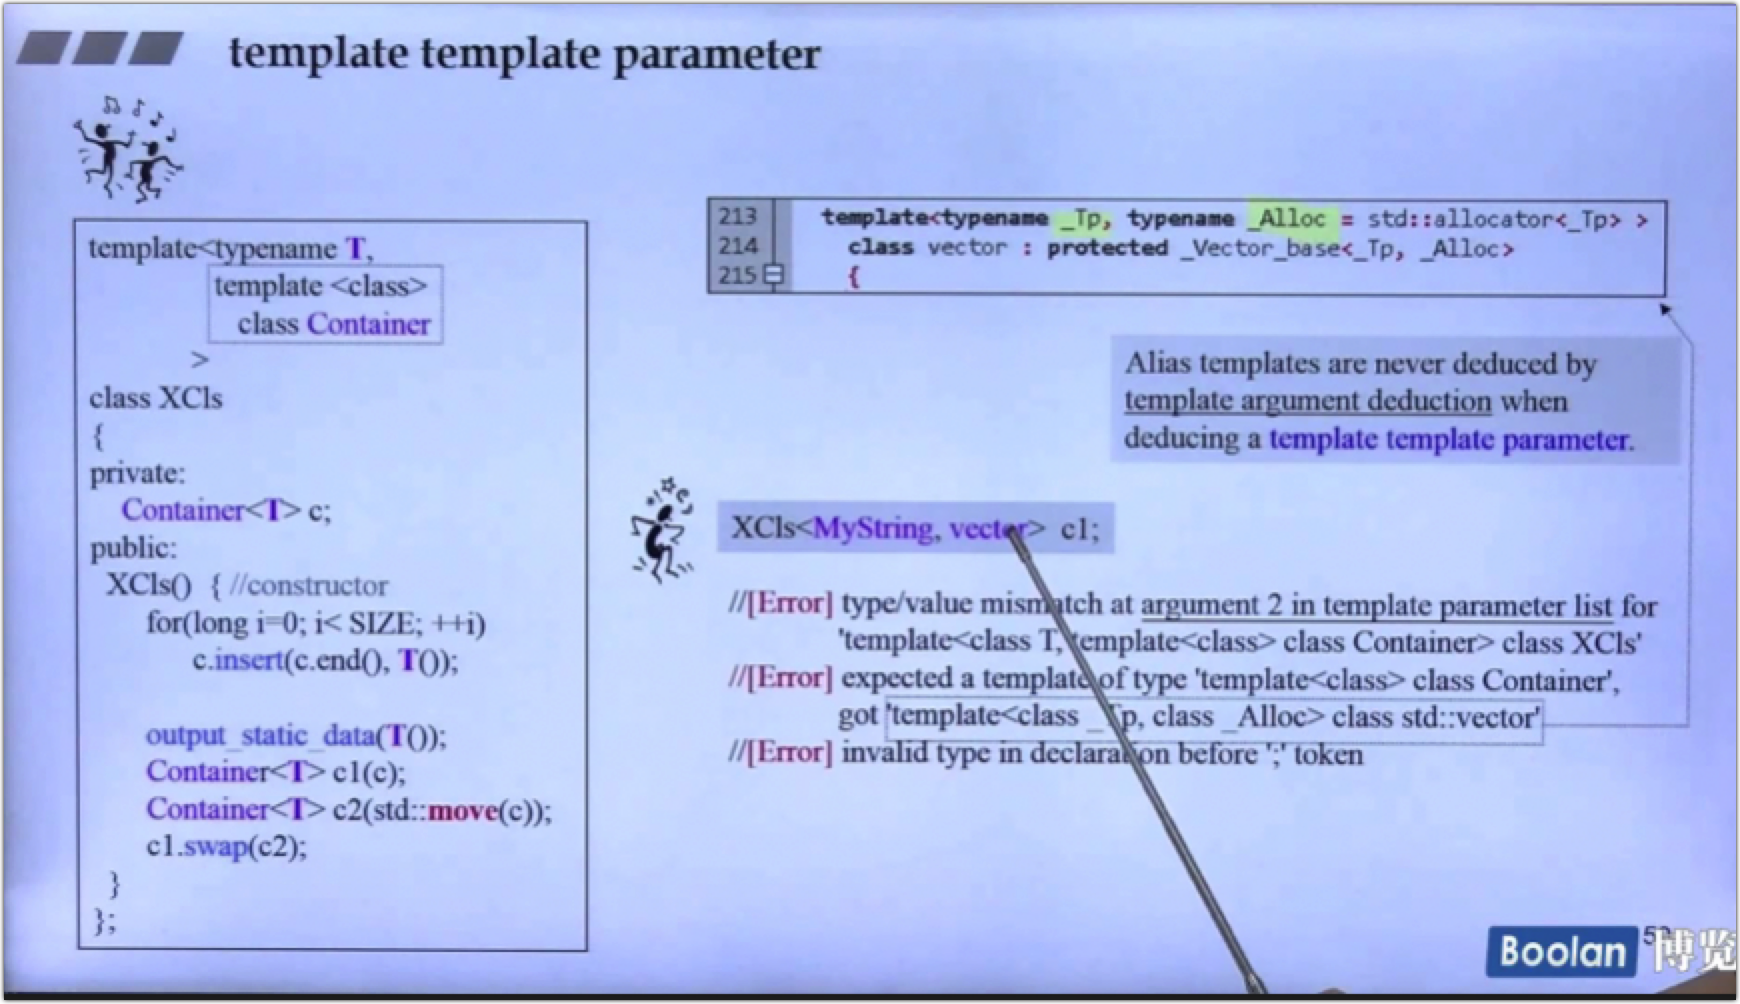 template template parameter
template<typename T,
template <class>
class Container
>
class XCls
{
private:
Container<T> c;
public:
XCls() { //constructor
for(long i=0; i< SIZE; ++i)
c.insert(c.end(), T());
output_static_data(T());
Container<T> c1(c);
Container<T> c2(std::move(c));
c1.swap(c2);
}
};
213 template<typename _Tp, typename _Alloc = std::allocator<_Tp> >
214 class vector : protected _Vector_base<_Tp, _Alloc>
215 {
Alias templates are never deduced by
template argument deduction when
deducing a template template parameter.
XCls<MyString, vector> c1;
//[Error] type/value mismatch at argument 2 in template parameter list for
'template<class T, template<class> class Container> class XCls'
//[Error] expected a template of type 'template<class> class Container',
got 'template<class _Tp, class _Alloc> class std::vector'
//[Error] invalid type in declaration before ';' token
Boolan 博览